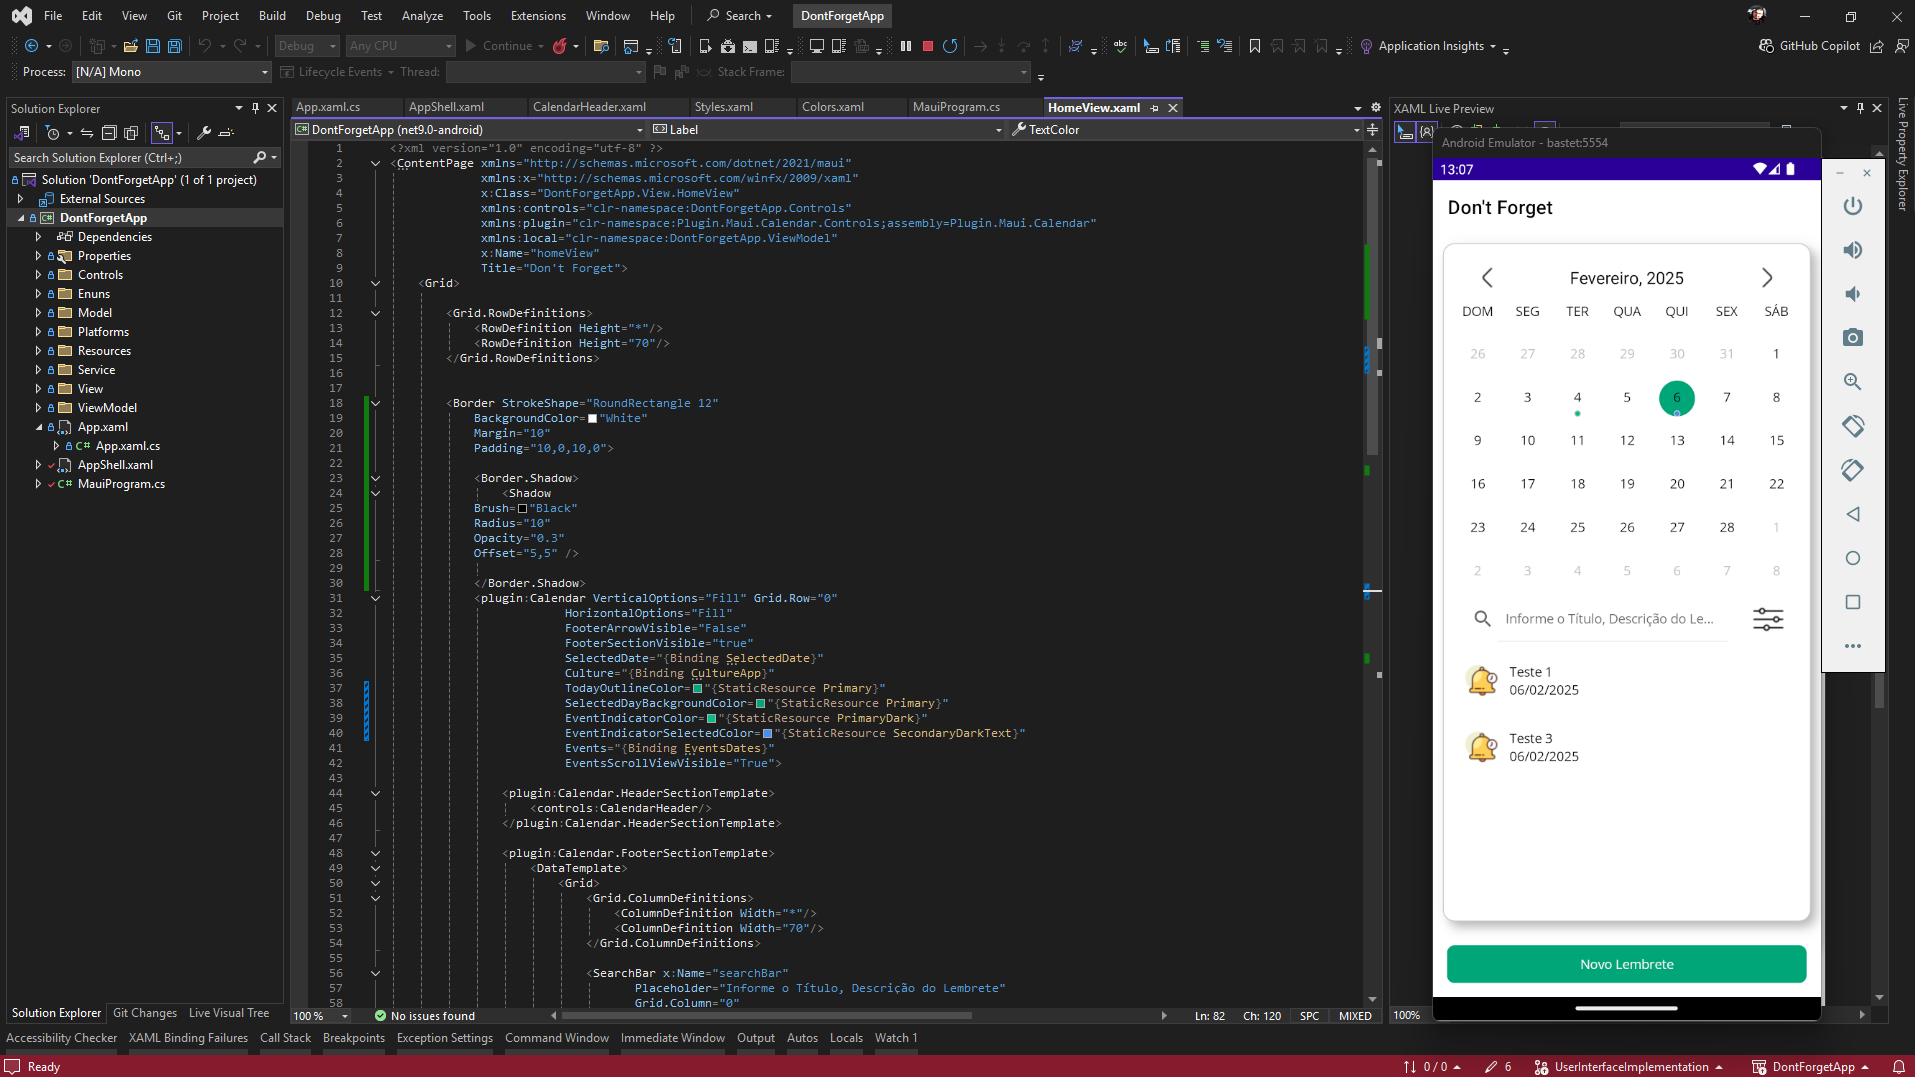 File Edit View Git Project Build Debug Test Analyze Tools Extensions Window Help Search DontForgetApp
Debug Any CPU Continue Application Insights GitHub Copilot
Process: [N/A] Mono Lifecycle Events Thread: Stack Frame:
Solution Explorer
Search Solution Explorer (Ctrl+;)
Solution 'DontForgetApp' (1 of 1 project)
External Sources
DontForgetApp
Dependencies
Properties
Controls
Enuns
Model
Platforms
Resources
Service
View
ViewModel
App.xaml
C# App.xaml.cs
AppShell.xaml
C# MauiProgram.cs
Solution Explorer Git Changes Live Visual Tree
App.xaml.cs AppShell.xaml CalendarHeader.xaml Styles.xaml Colors.xaml MauiProgram.cs HomeView.xaml
DontForgetApp (net9.0-android) Label TextColor
1 <?xml version="1.0" encoding="utf-8" ?>
2 <ContentPage xmlns="http://schemas.microsoft.com/dotnet/2021/maui"
3 xmlns:x="http://schemas.microsoft.com/winfx/2009/xaml"
4 x:Class="DontForgetApp.View.HomeView"
5 xmlns:controls="clr-namespace:DontForgetApp.Controls"
6 xmlns:plugin="clr-namespace:Plugin.Maui.Calendar.Controls;assembly=Plugin.Maui.Calendar"
7 xmlns:local="clr-namespace:DontForgetApp.ViewModel"
8 x:Name="homeView"
9 Title="Don't Forget">
10 <Grid>
11
12 <Grid.RowDefinitions>
13 <RowDefinition Height="*"/>
14 <RowDefinition Height="70"/>
15 </Grid.RowDefinitions>
16
17
18 <Border StrokeShape="RoundRectangle 12"
19 BackgroundColor="White"
20 Margin="10"
21 Padding="10,0,10,0">
22
23 <Border.Shadow>
24 <Shadow
25 Brush="Black"
26 Radius="10"
27 Opacity="0.3"
28 Offset="5,5" />
29
30 </Border.Shadow>
31 <plugin:Calendar VerticalOptions="Fill" Grid.Row="0"
32 HorizontalOptions="Fill"
33 FooterArrowVisible="False"
34 FooterSectionVisible="true"
35 SelectedDate="{Binding SelectedDate}"
36 Culture="{Binding CultureApp}"
37 TodayOutlineColor="{StaticResource Primary}"
38 SelectedDayBackgroundColor="{StaticResource Primary}"
39 EventIndicatorColor="{StaticResource PrimaryDark}"
40 EventIndicatorSelectedColor="{StaticResource SecondaryDarkText}"
41 Events="{Binding EventsDates}"
42 EventsScrollViewVisible="True">
43
44 <plugin:Calendar.HeaderSectionTemplate>
45 <controls:CalendarHeader/>
46 </plugin:Calendar.HeaderSectionTemplate>
47
48 <plugin:Calendar.FooterSectionTemplate>
49 <DataTemplate>
50 <Grid>
51 <Grid.ColumnDefinitions>
52 <ColumnDefinition Width="*"/>
53 <ColumnDefinition Width="70"/>
54 </Grid.ColumnDefinitions>
55
56 <SearchBar x:Name="searchBar"
57 Placeholder="Informe o Título, Descrição do Lembrete"
58 Grid.Column="0"
100 % No issues found Ln: 82 Ch: 120 SPC MIXED
XAML Live Preview
Android Emulator - bastet:5554
13:07
Don't Forget
Fevereiro, 2025
DOM SEG TER QUA QUI SEX SÁB
26 27 28 29 30 31 1
2 3 4 5 6 7 8
9 10 11 12 13 14 15
16 17 18 19 20 21 22
23 24 25 26 27 28 1
2 3 4 5 6 7 8
Informe o Título, Descrição do Le...
Teste 1
06/02/2025
Teste 3
06/02/2025
Novo Lembrete
100%
Live Property Explorer
Accessibility Checker XAML Binding Failures Call Stack Breakpoints Exception Settings Command Window Immediate Window Output Autos Locals Watch 1
Ready 0 / 0 6 UserInterfaceImplementation DontForgetApp